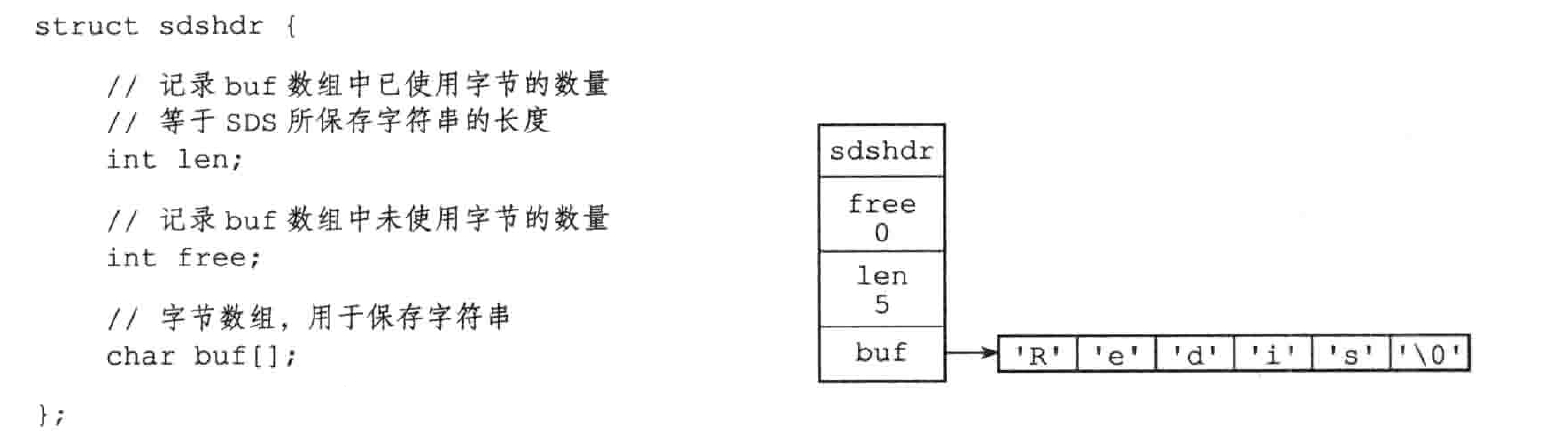 struct sdshdr {
// 记录 buf 数组中已使用字节的数量
// 等于 SDS 所保存字符串的长度
int len;
// 记录 buf 数组中未使用字节的数量
int free;
// 字节数组，用于保存字符串
char buf[];
};
sdshdr
free
0
len
5
buf
'R' 'e' 'd' 'i' 's' '\0'